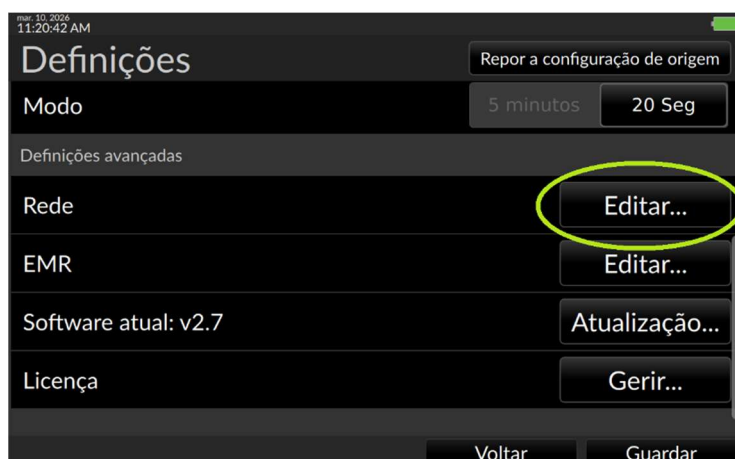 mar. 10, 2026
11:20:42 AM
Definições
Repor a configuração de origem
Modo
5 minutos
20 Seg
Definições avançadas
Rede
Editar...
EMR
Editar...
Software atual: v2.7
Atualização...
Licença
Gerir...
Voltar
Guardar